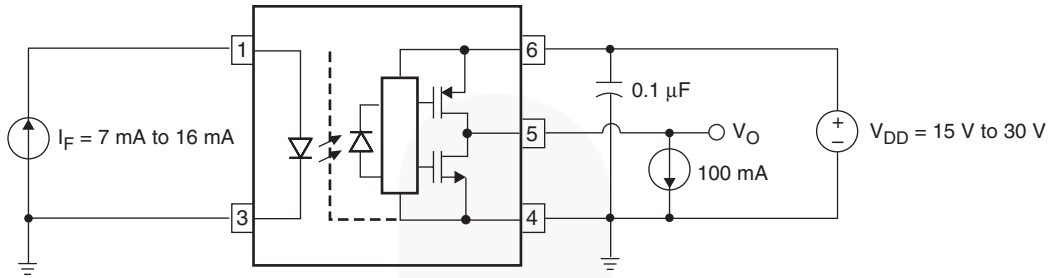 1
6
0.1 μF
I_F = 7 mA to 16 mA
5
V_O
+
–
V_DD = 15 V to 30 V
100 mA
3
4